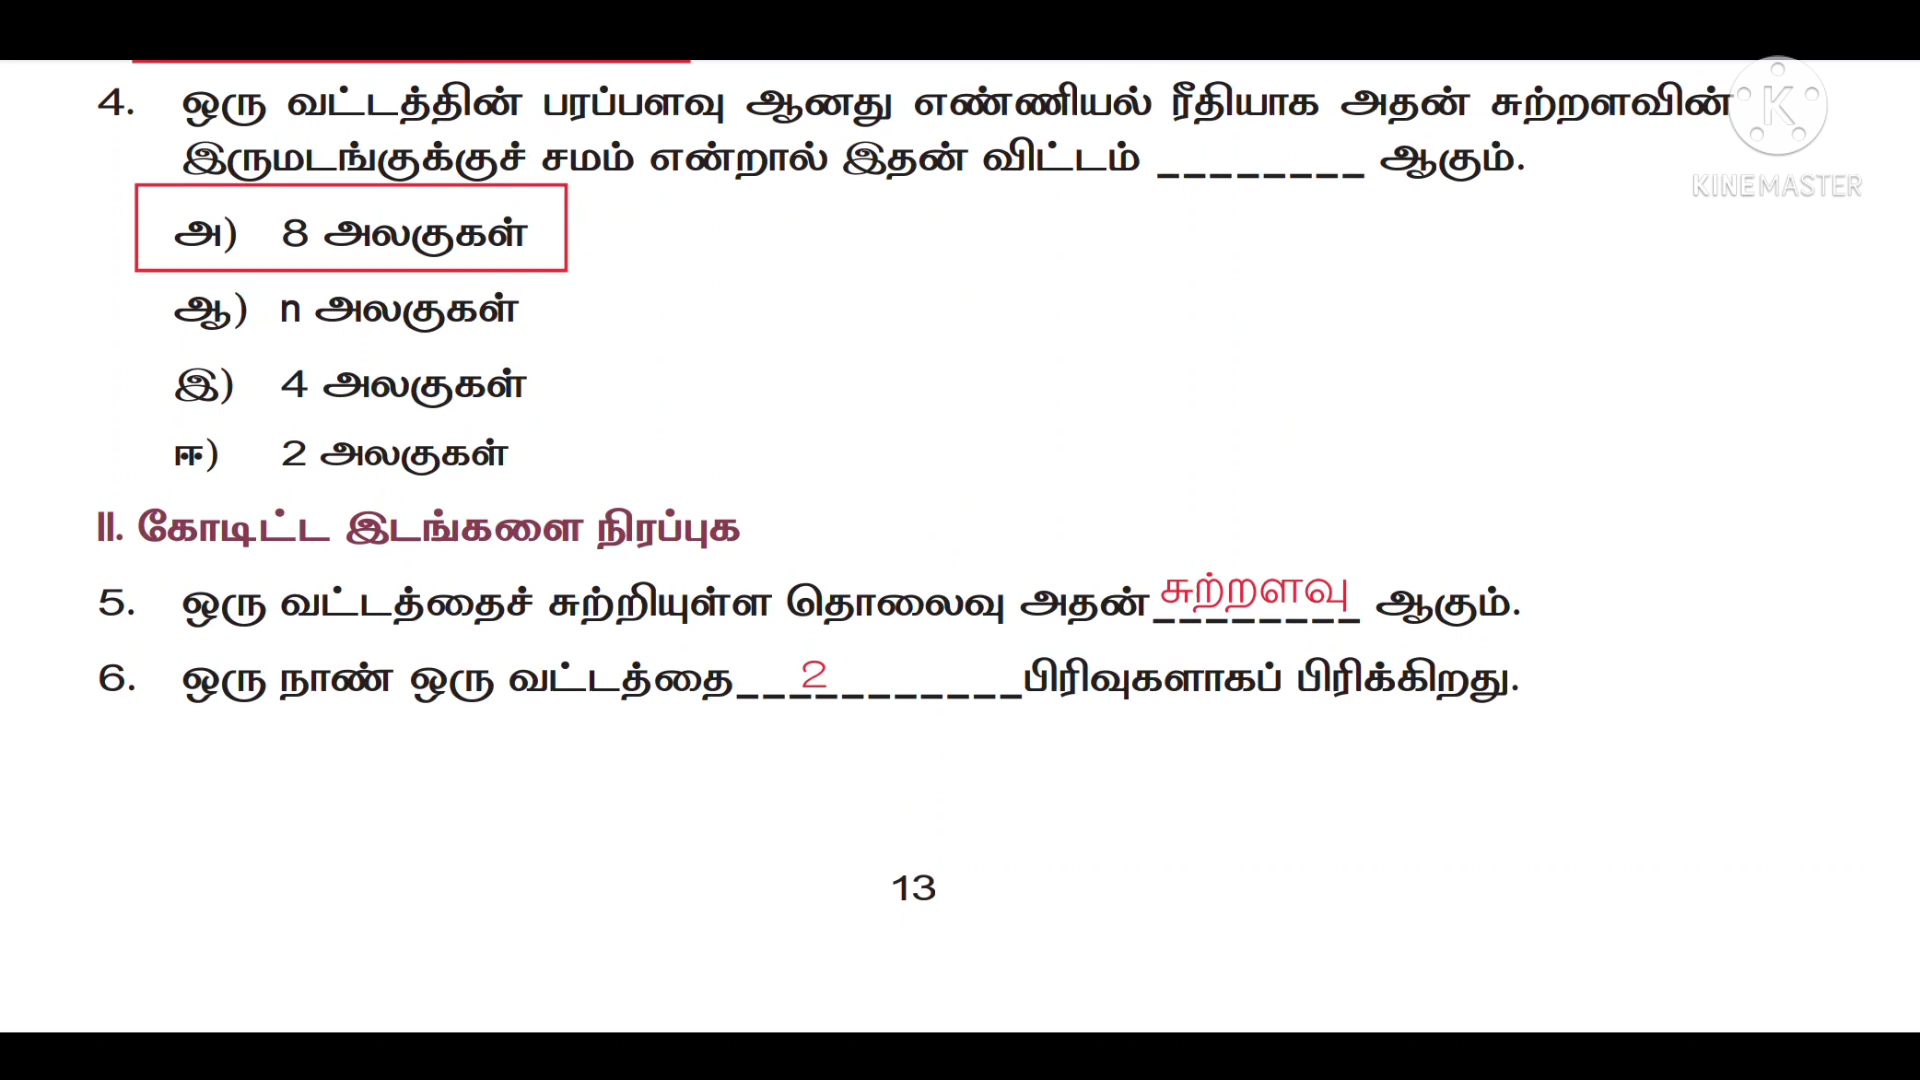 4. ஒரு வட்டத்தின் பரப்பளவு ஆனது எண்ணியல் ரீதியாக அதன் சுற்றளவின்
இருமடங்குக்குச் சமம் என்றால் இதன் விட்டம் ________ ஆகும்.
அ) 8 அலகுகள்
ஆ) n அலகுகள்
இ) 4 அலகுகள்
ஈ) 2 அலகுகள்
II. கோடிட்ட இடங்களை நிரப்புக
5. ஒரு வட்டத்தைச் சுற்றியுள்ள தொலைவு அதன் சுற்றளவு ஆகும்.
6. ஒரு நாண் ஒரு வட்டத்தை____2_______பிரிவுகளாகப் பிரிக்கிறது.
13
K
KINEMASTER